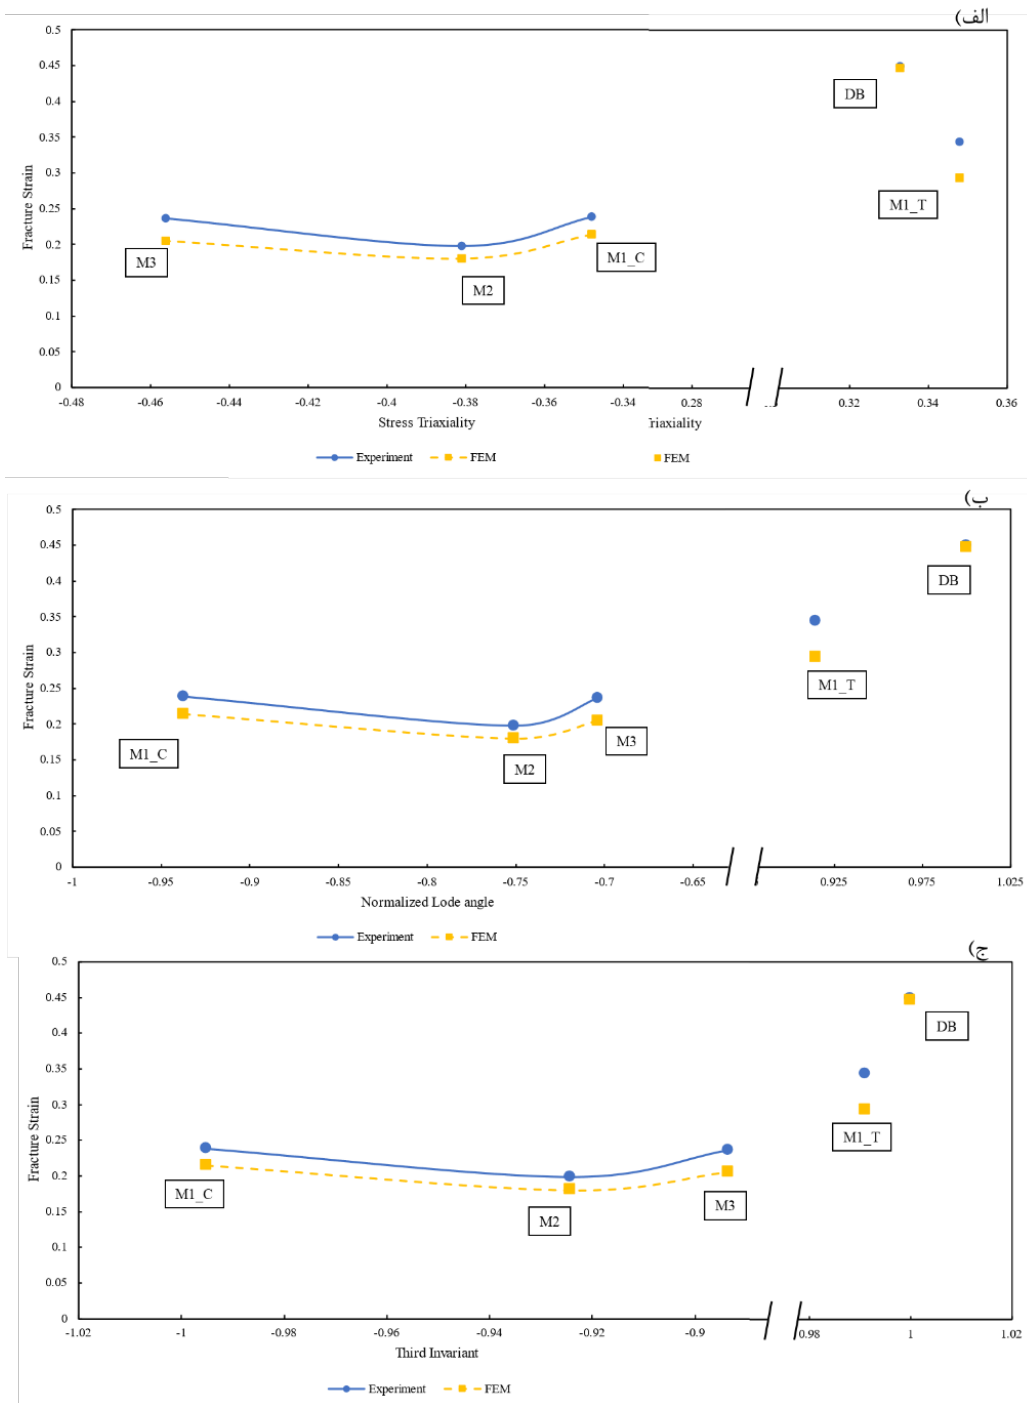 الف)
0.5
0.45
0.4
0.35
0.3
0.25
0.2
0.15
0.1
0.05
0
Fracture Strain
DB
M1_T
M3
M2
M1_C
-0.48 -0.46 -0.44 -0.42 -0.4 -0.38 -0.36 -0.34 0.28 0.32 0.34 0.36
Stress Triaxiality
riaxiality
Experiment FEM FEM
ب)
0.5
0.45
0.4
0.35
0.3
0.25
0.2
0.15
0.1
0.05
0
Fracture Strain
DB
M1_T
M1_C
M2
M3
-1 -0.95 -0.9 -0.85 -0.8 -0.75 -0.7 -0.65 0.925 0.975 1.025
Normalized Lode angle
Experiment FEM
ج)
0.5
0.45
0.4
0.35
0.3
0.25
0.2
0.15
0.1
0.05
0
Fracture Strain
DB
M1_T
M1_C
M2
M3
-1.02 -1 -0.98 -0.96 -0.94 -0.92 -0.9 0.98 1 1.02
Third Invariant
Experiment FEM